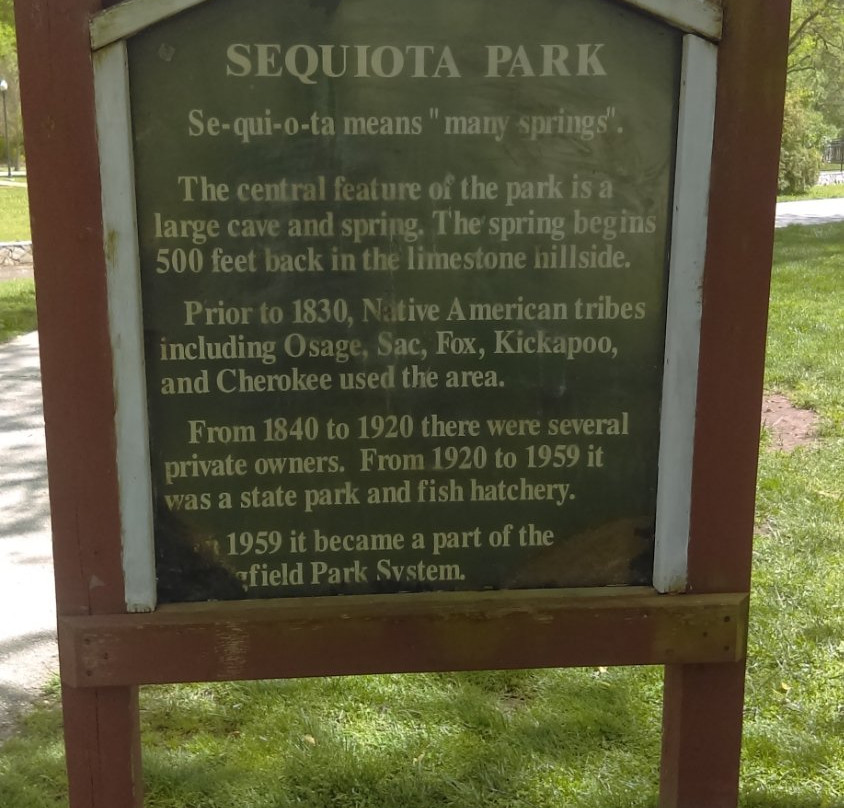 SEQUIOTA PARK
Se-qui-o-ta means "many springs".
The central feature of the park is a
large cave and spring. The spring begins
500 feet back in the limestone hillside.
Prior to 1830, Native American tribes
including Osage, Sac, Fox, Kickapoo,
and Cherokee used the area.
From 1840 to 1920 there were several
private owners. From 1920 to 1959 it
was a state park and fish hatchery.
1959 it became a part of the
gfield Park System.